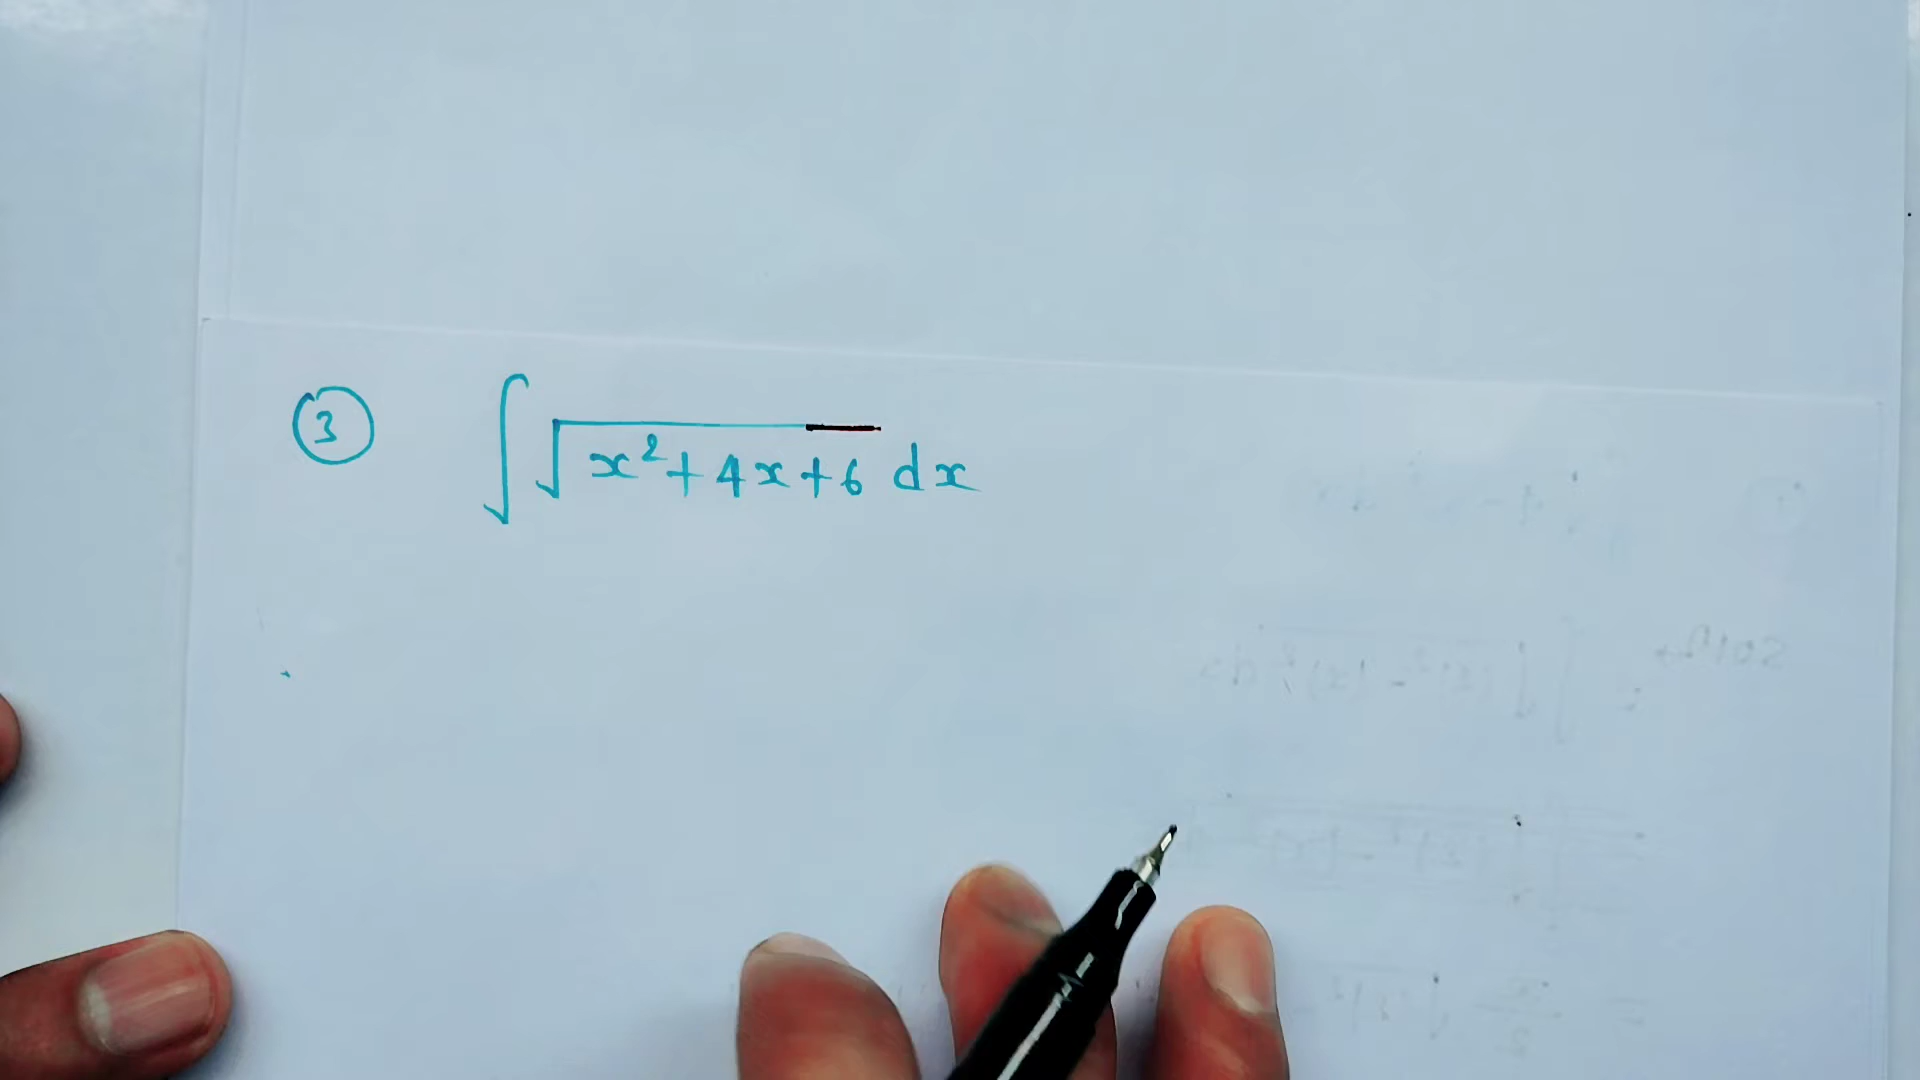 ③ ∫√(x²+4x+6) dx